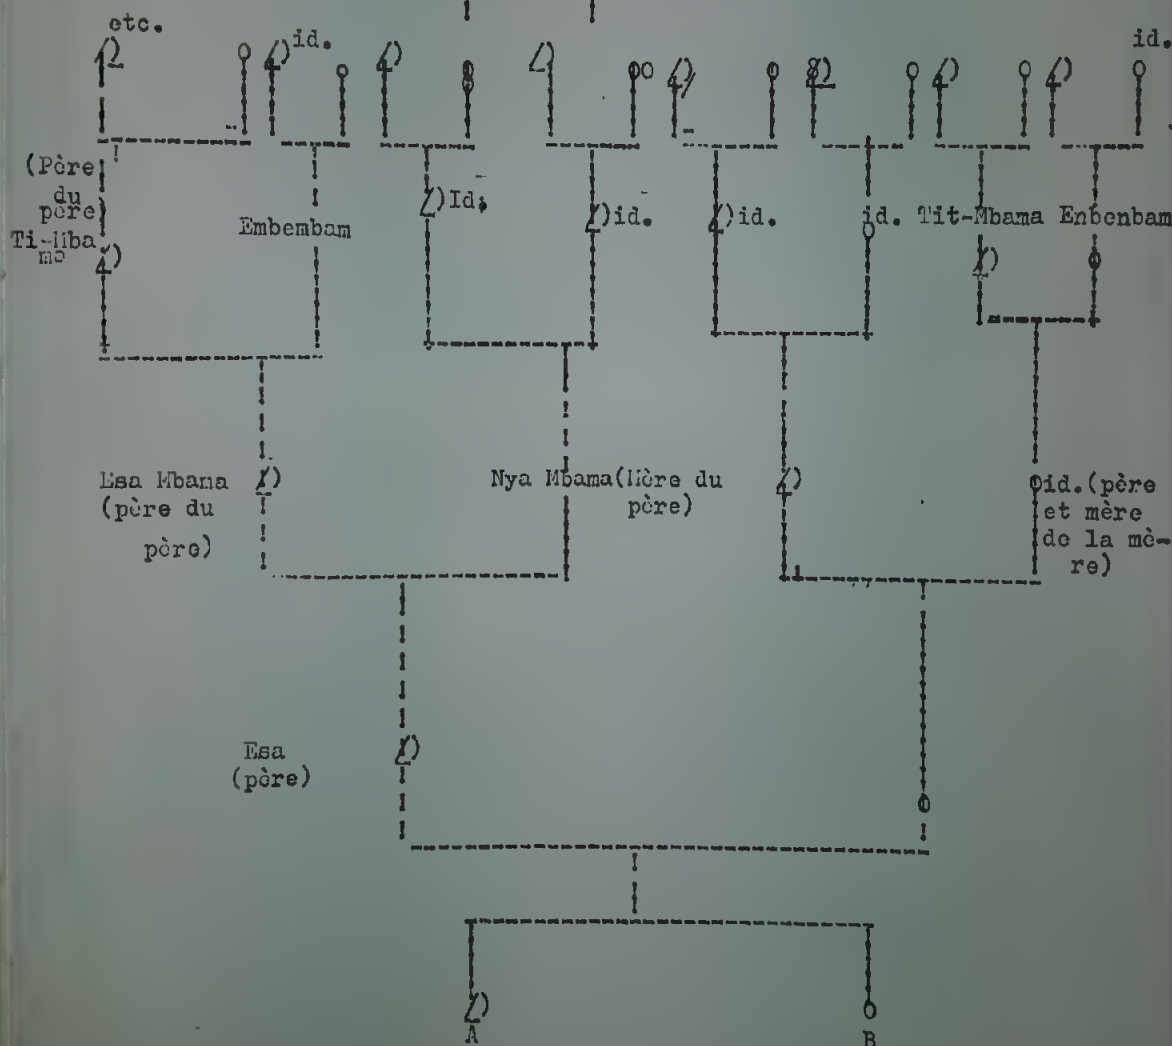 etc.
id. id.
(Père
du
père)
Ti-Mba
mo
Embembam
Id.
id.
id.
id.
Tit-Mbama Enbenbam
Esa Mbama
(père du
père)
Nya Mbama(Mère du
père)
id.(père
et mère
de la mè-
re)
Esa
(père)
A
B